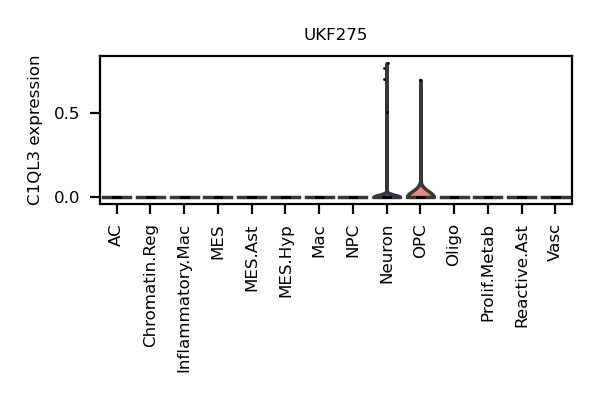 UKF275
C1QL3 expression
0.5
0.0
AC
Chromatin.Reg
Inflammatory.Mac
MES
MES.Ast
MES.Hyp
Mac
NPC
Neuron
OPC
Oligo
Prolif.Metab
Reactive.Ast
Vasc